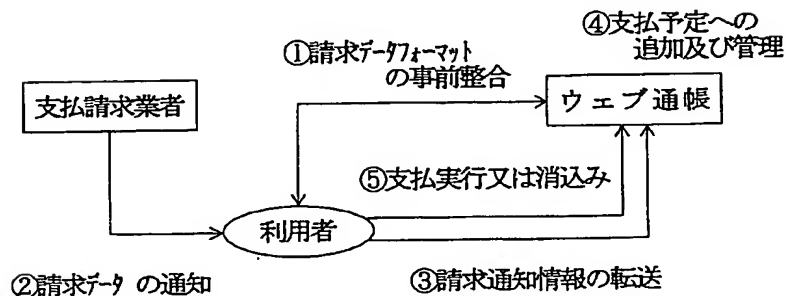 ④支払予定への
追加及び管理
①請求データフォーマット
の事前整合
支払請求業者
ウェブ通帳
⑤支払実行又は消込み
利用者
②請求データ の通知
③請求通知情報の転送